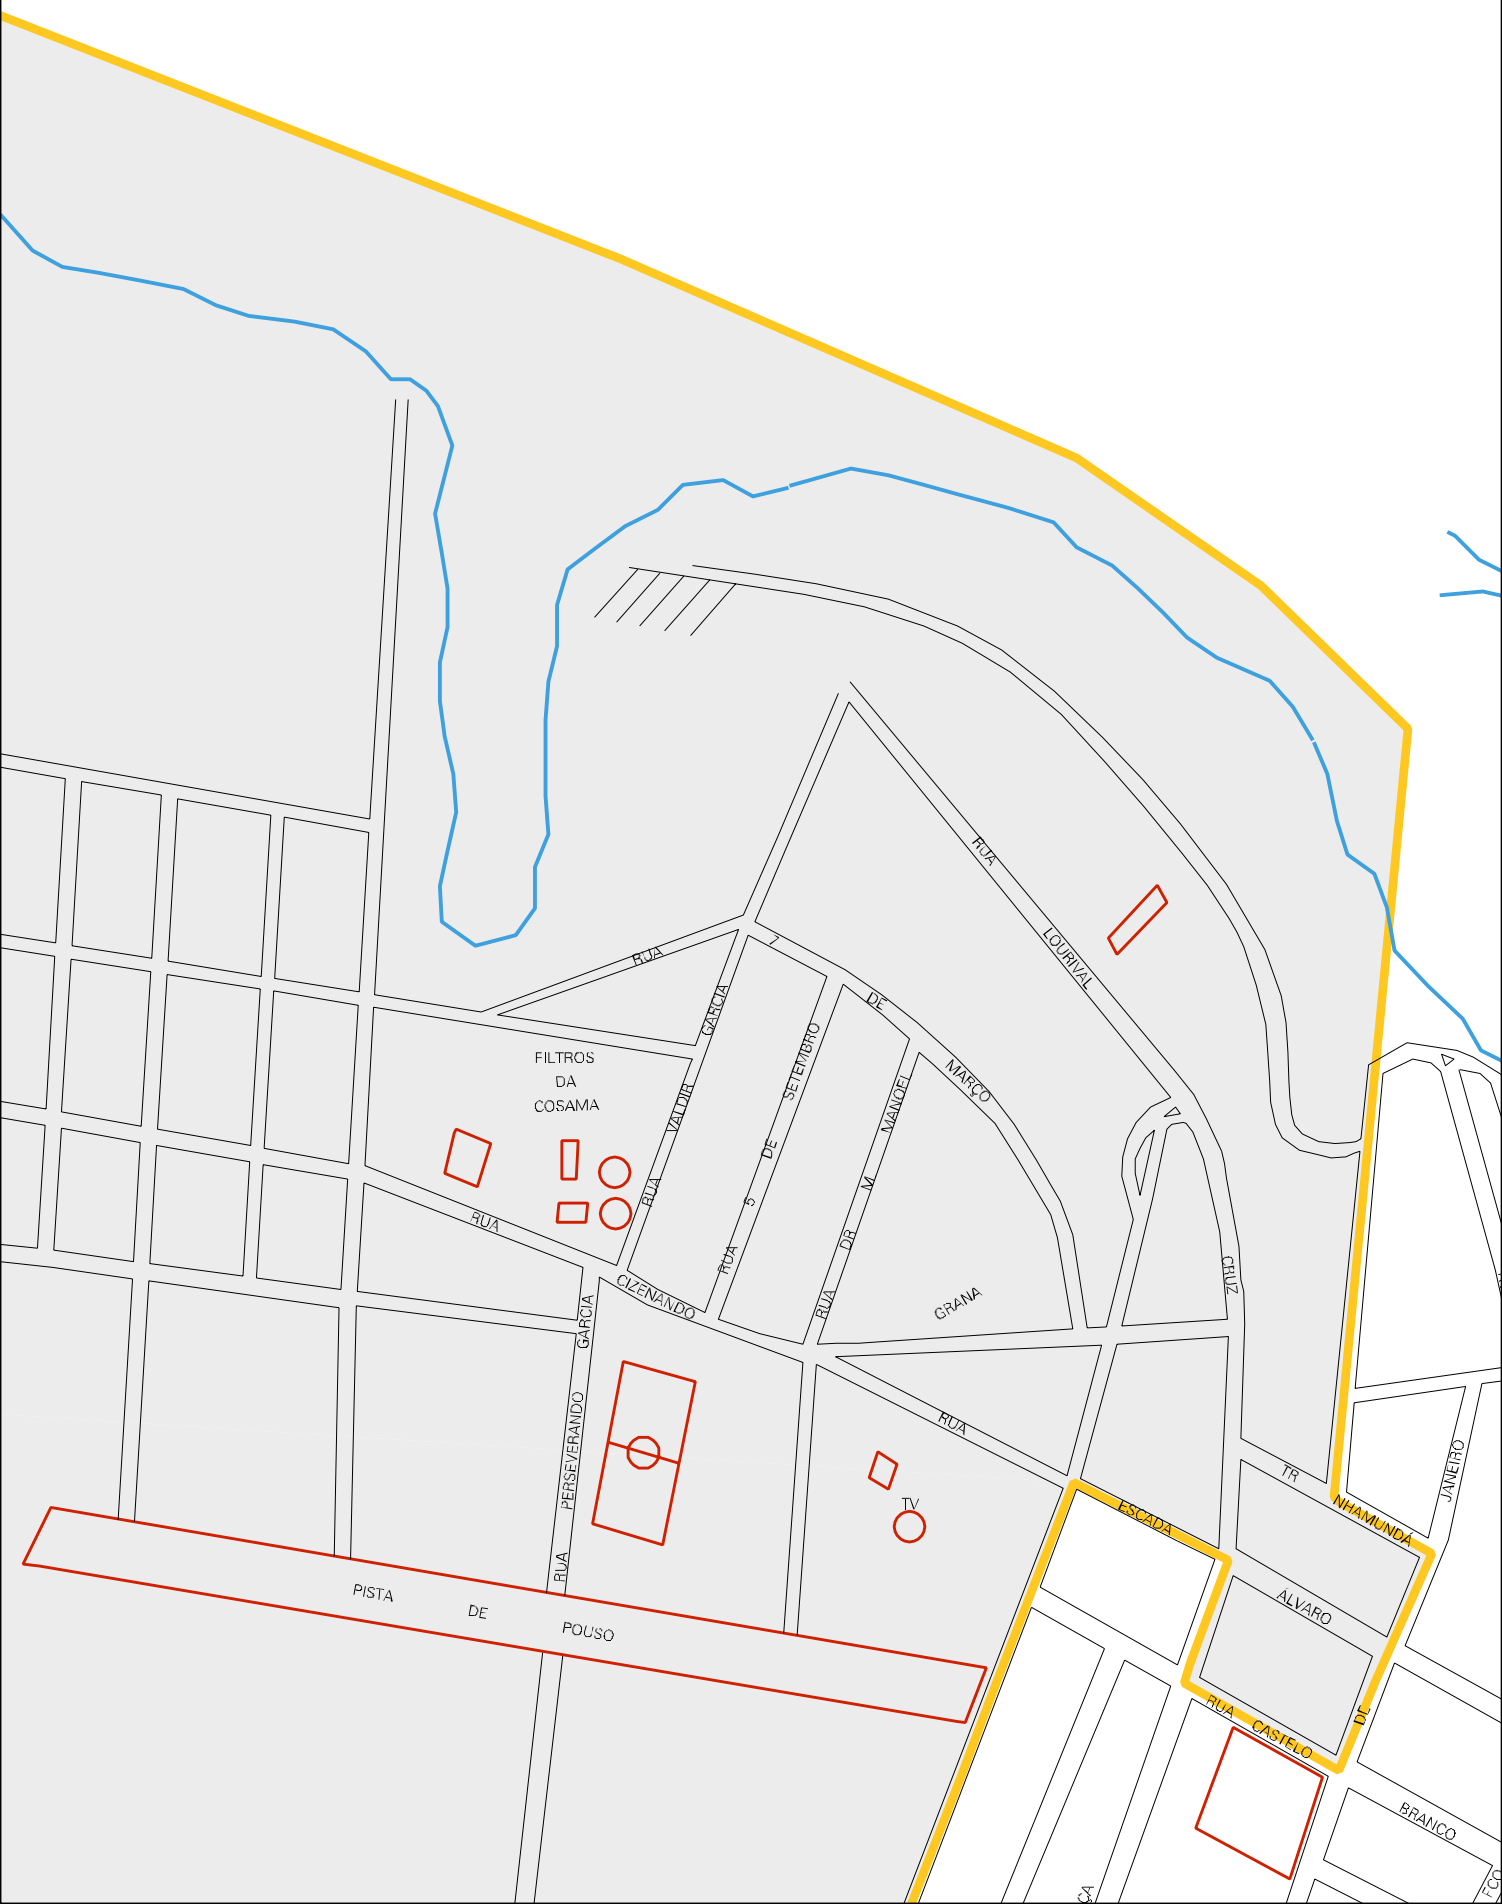 RUA
LOURIVAL
CRUZ
RUA
7
DE
MARÇO
GARCIA
VALDIR
RUA
SETEMBRO
DE
5
RUA
MANOEL
M
DR
RUA
FILTROS
DA
COSAMA
RUA
CIZENANDO
GRANA
RUA
GARCIA
PERSEVERANDO
RUA
TV
ESCADA
TR
NHAMUNDÁ
JANEIRO
DE
ÁLVARO
PISTA
DE
POUSO
RUA
CASTELO
BRANCO